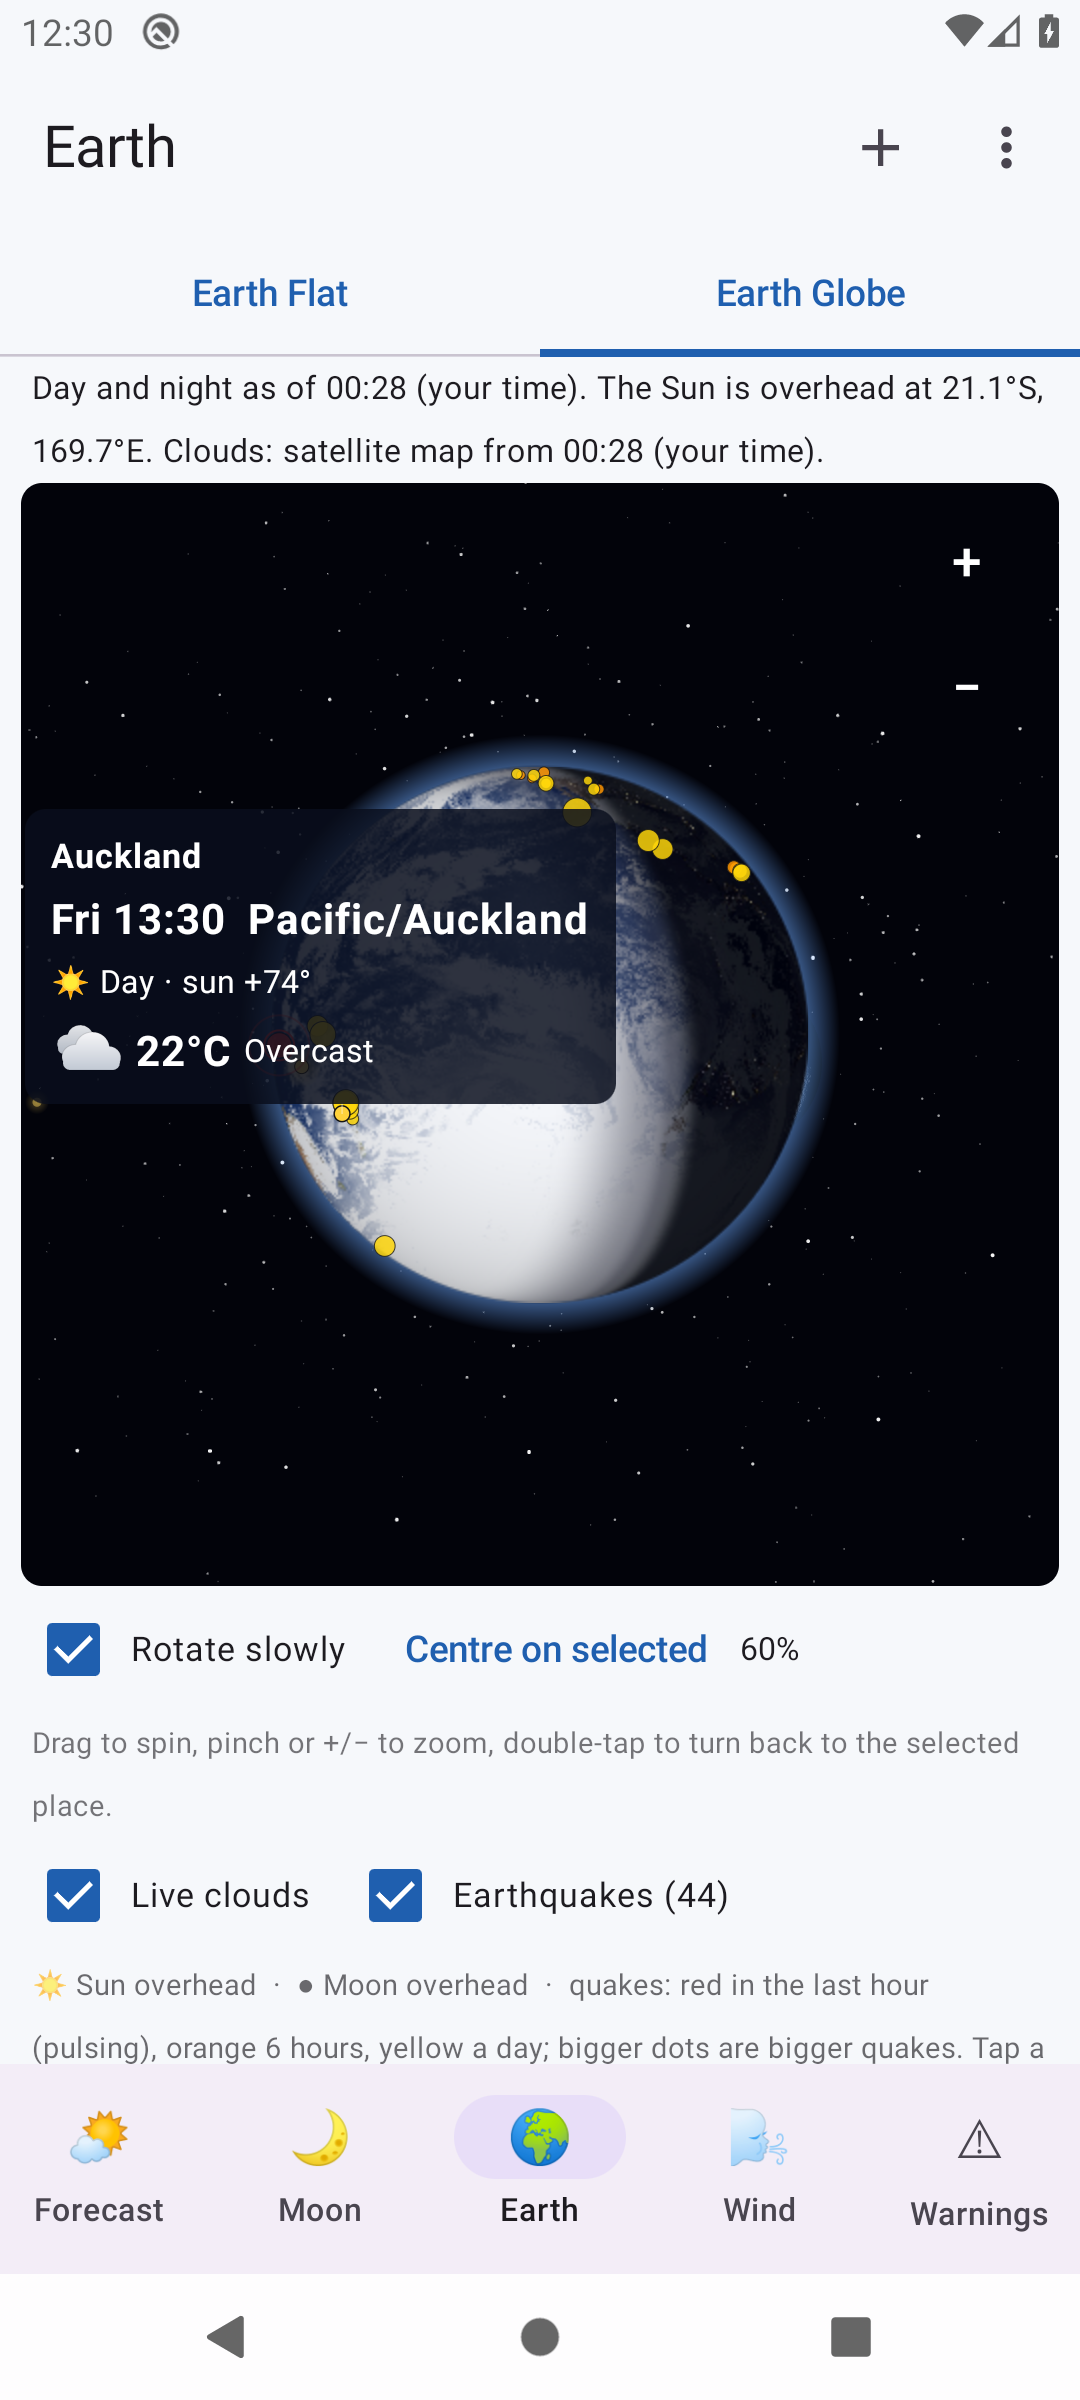 12:30
Earth
Earth Flat
Earth Globe
Day and night as of 00:28 (your time). The Sun is overhead at 21.1°S,
169.7°E. Clouds: satellite map from 00:28 (your time).
+
−
Auckland
Fri 13:30 Pacific/Auckland
Day · sun +74°
22°C Overcast
Rotate slowly
Centre on selected
60%
Drag to spin, pinch or +/− to zoom, double-tap to turn back to the selected
place.
Live clouds
Earthquakes (44)
Sun overhead · ● Moon overhead · quakes: red in the last hour
(pulsing), orange 6 hours, yellow a day; bigger dots are bigger quakes. Tap a
Forecast
Moon
Earth
Wind
Warnings